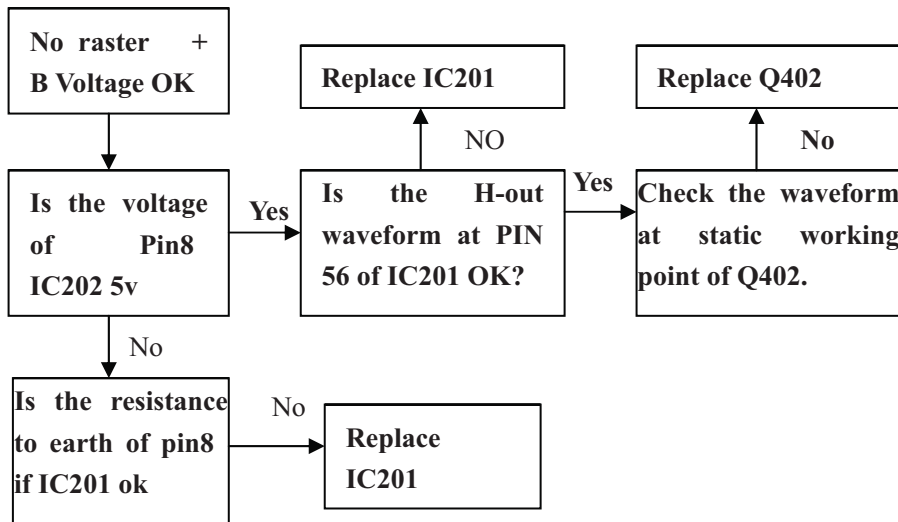 No raster +
B Voltage OK
Replace IC201
Replace Q402
NO
No
Is the voltage
of Pin8
IC202 5v
Yes
Is the H-out
waveform at PIN
56 of IC201 OK?
Yes
Check the waveform
at static working
point of Q402.
No
Is the resistance
to earth of pin8
if IC201 ok
No
Replace
IC201